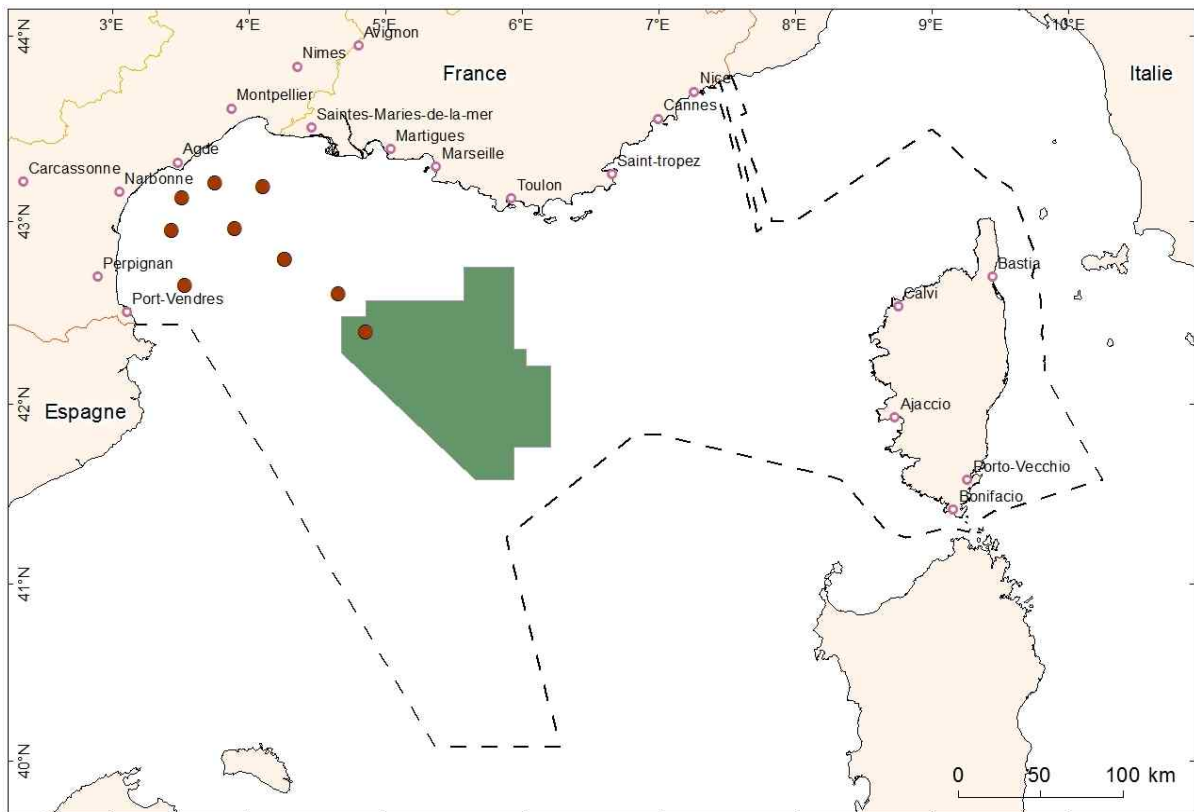 3°E 4°E 5°E 6°E 7°E 8°E 9°E 10°E
44°N
Avignon
Nimes
France
Italie
Nice
Montpellier
Cannes
Saintes-Maries-de-la-mer
Martigues
Agde
Marseille
Saint-tropez
Carcassonne
Narbonne
Toulon
43°N
Perpignan
Bastia
Port-Vendres
Calvi
42°N
Espagne
Ajaccio
Porto-Vecchio
Bonifacio
41°N
40°N
0 50 100 km